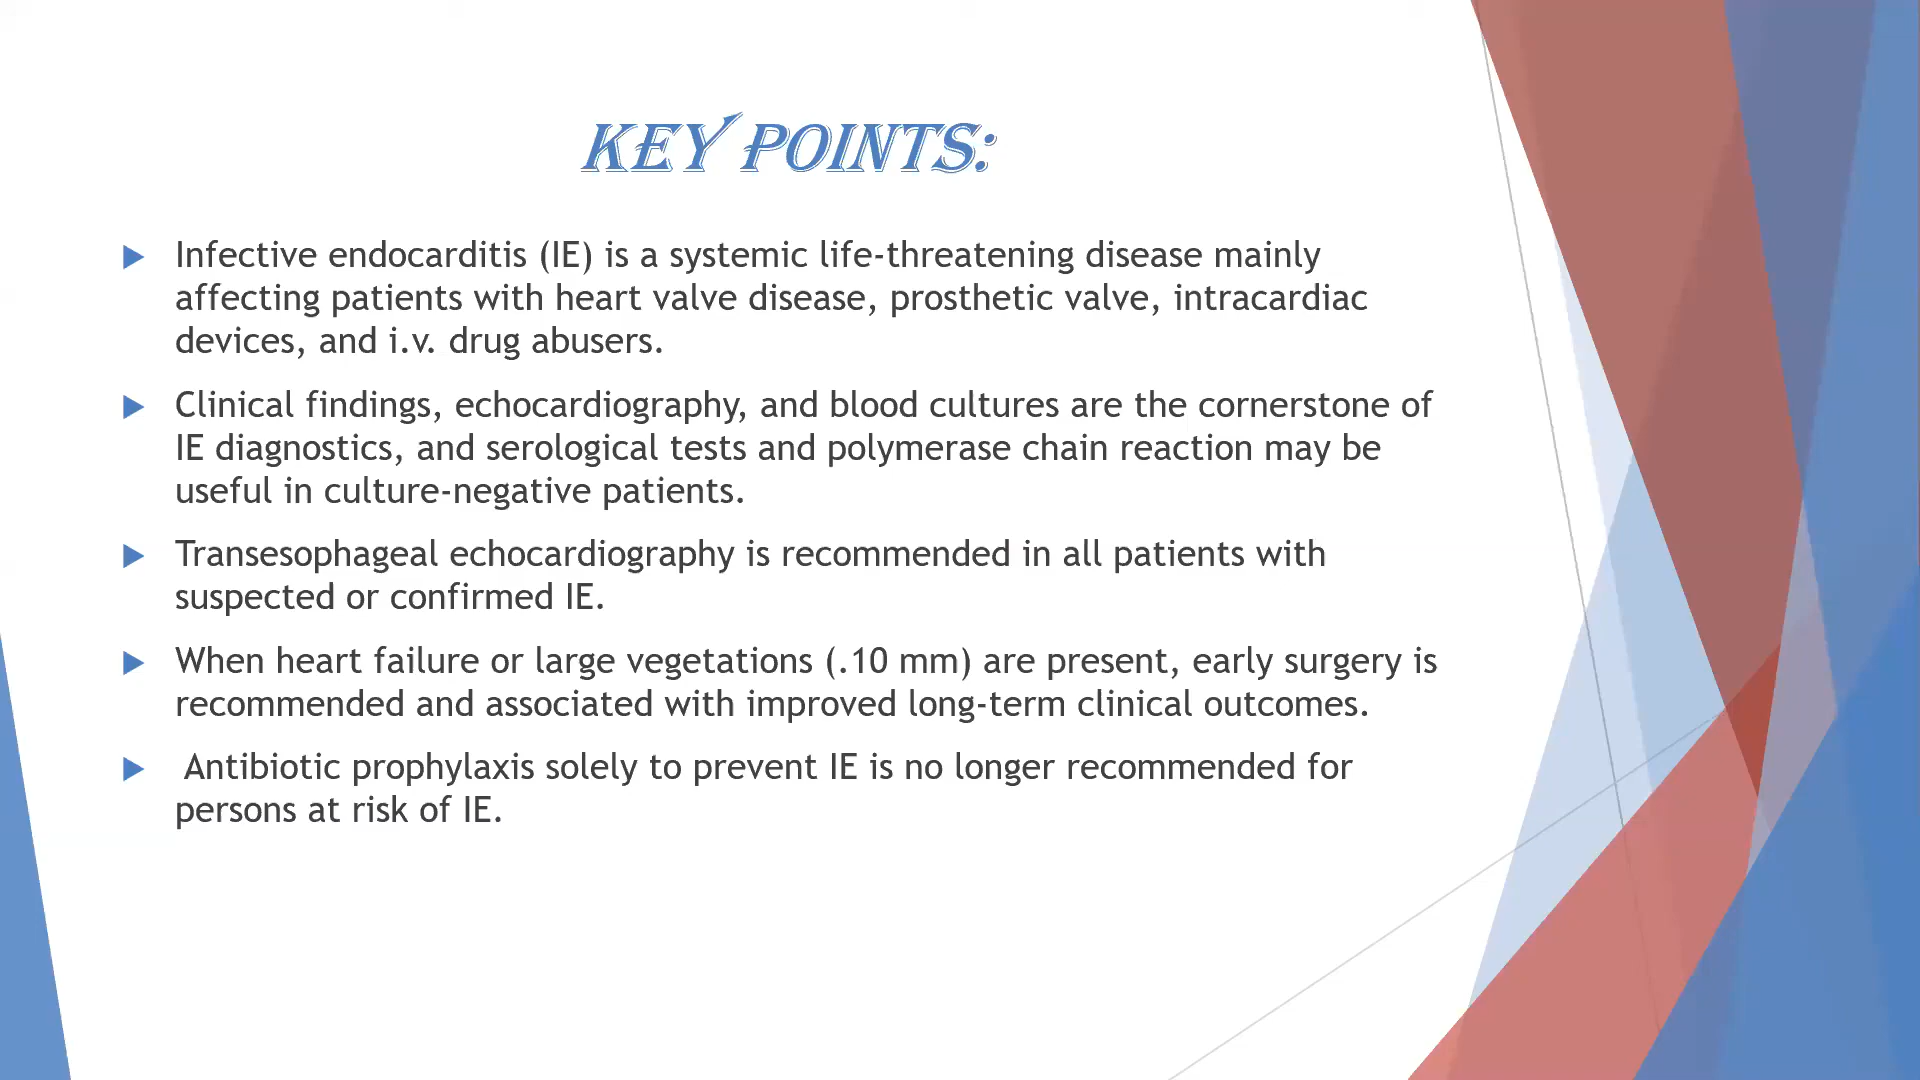 KEY POINTS:
Infective endocarditis (IE) is a systemic life-threatening disease mainly
affecting patients with heart valve disease, prosthetic valve, intracardiac
devices, and i.v. drug abusers.
Clinical findings, echocardiography, and blood cultures are the cornerstone of
IE diagnostics, and serological tests and polymerase chain reaction may be
useful in culture-negative patients.
Transesophageal echocardiography is recommended in all patients with
suspected or confirmed IE.
When heart failure or large vegetations (.10 mm) are present, early surgery is
recommended and associated with improved long-term clinical outcomes.
Antibiotic prophylaxis solely to prevent IE is no longer recommended for
persons at risk of IE.